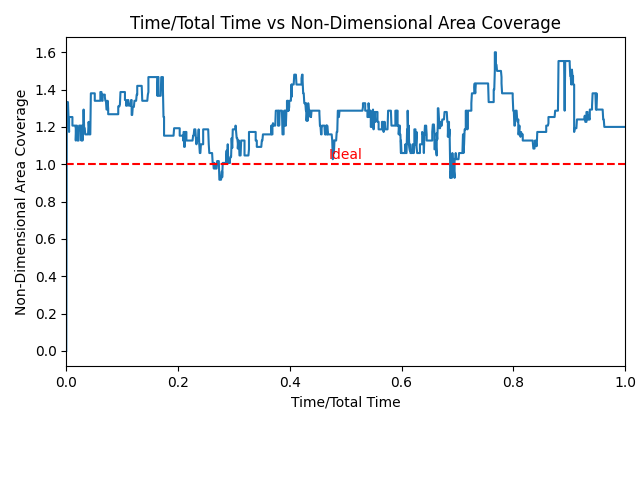 Time/Total Time vs Non-Dimensional Area Coverage
Non-Dimensional Area Coverage
1.6
1.4
1.2
1.0
0.8
0.6
0.4
0.2
0.0
Ideal
0.0 0.2 0.4 0.6 0.8 1.0
Time/Total Time